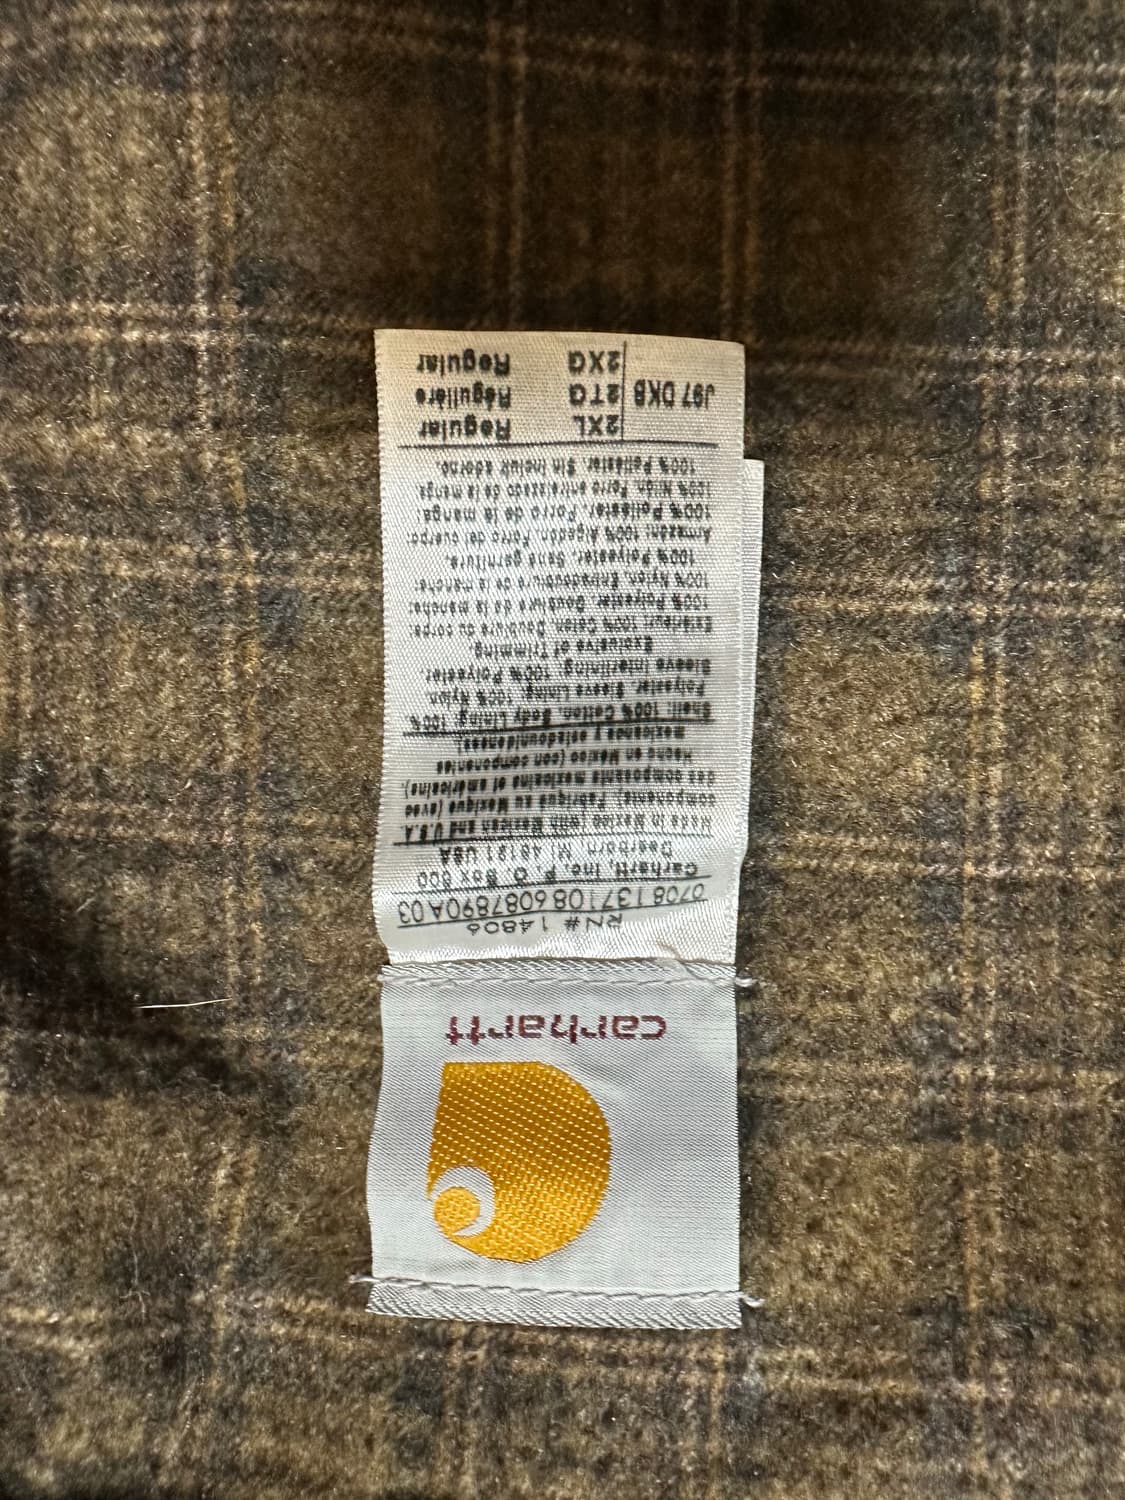 carhartt
RN# 14806
0708 137108 6087890A 03
Carhartt, Inc. P. O. Box 600
Dearborn, MI 48121 USA
Made in Mexico (with Mexican and U.S.A.
components). Fabriqué au Mexique (avec
des composants mexicains et américains).
Hecho en México (con componentes
mexicanos y estadounidenses)
Shell: 100% Cotton. Body Lining: 100%
Polyester. Sleeve Lining: 100% Nylon.
Sleeve Interlining: 100% Polyester.
Exclusive of Trimming.
Extérieur: 100% Coton. Doublure du corps:
100% Polyester. Doublure de la manche:
100% Nylon. Entredoublure de la manche:
100% Polyester. Sans garniture.
Armazón: 100% Algodón. Forro del cuerpo:
100% Poliéster. Forro de la manga:
100% Nilon. Forro entrelazado de la manga:
100% Poliéster. Sin incluir adorno.
J97 DKB
2XL Regular
2TG Régulière
2XG Regular